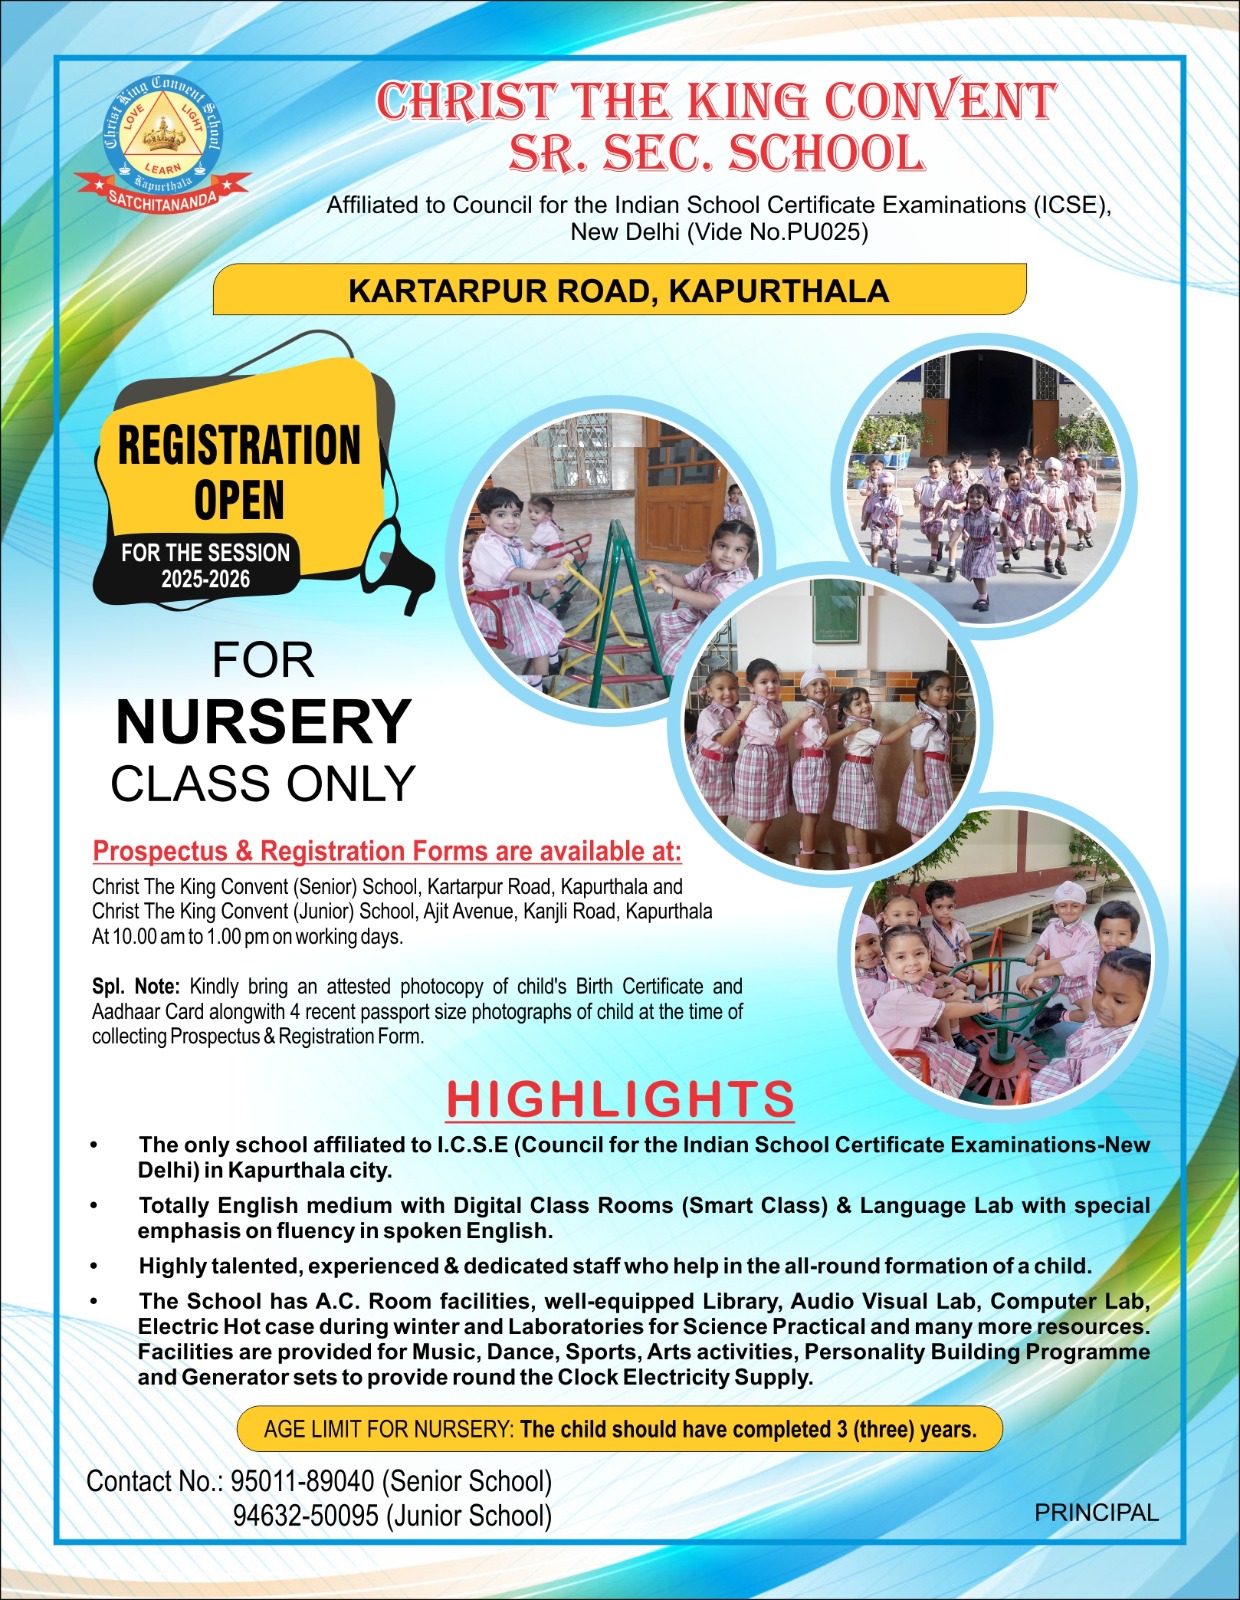 Christ King Convent School
LOVE
LIGHT
LEARN
Kapurthala
SATCHITANANDA
CHRIST THE KING CONVENT
SR. SEC. SCHOOL
Affiliated to Council for the Indian School Certificate Examinations (ICSE),
New Delhi (Vide No.PU025)
KARTARPUR ROAD, KAPURTHALA
REGISTRATION
OPEN
FOR THE SESSION
2025-2026
FOR
NURSERY
CLASS ONLY
Prospectus & Registration Forms are available at:
Christ The King Convent (Senior) School, Kartarpur Road, Kapurthala and
Christ The King Convent (Junior) School, Ajit Avenue, Kanjli Road, Kapurthala
At 10.00 am to 1.00 pm on working days.
Spl. Note: Kindly bring an attested photocopy of child's Birth Certificate and
Aadhaar Card alongwith 4 recent passport size photographs of child at the time of
collecting Prospectus & Registration Form.
HIGHLIGHTS
• The only school affiliated to I.C.S.E (Council for the Indian School Certificate Examinations-New
Delhi) in Kapurthala city.
• Totally English medium with Digital Class Rooms (Smart Class) & Language Lab with special
emphasis on fluency in spoken English.
• Highly talented, experienced & dedicated staff who help in the all-round formation of a child.
• The School has A.C. Room facilities, well-equipped Library, Audio Visual Lab, Computer Lab,
Electric Hot case during winter and Laboratories for Science Practical and many more resources.
Facilities are provided for Music, Dance, Sports, Arts activities, Personality Building Programme
and Generator sets to provide round the Clock Electricity Supply.
AGE LIMIT FOR NURSERY: The child should have completed 3 (three) years.
Contact No.: 95011-89040 (Senior School)
94632-50095 (Junior School)
PRINCIPAL